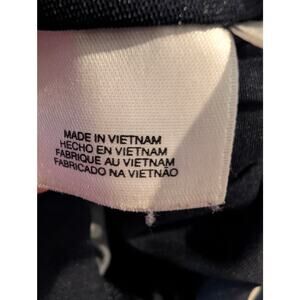 MADE IN VIETNAM
HECHO EN VIETNAM
FABRIQUE AU VIETNAM
FABRICADO NA VIETNÃO